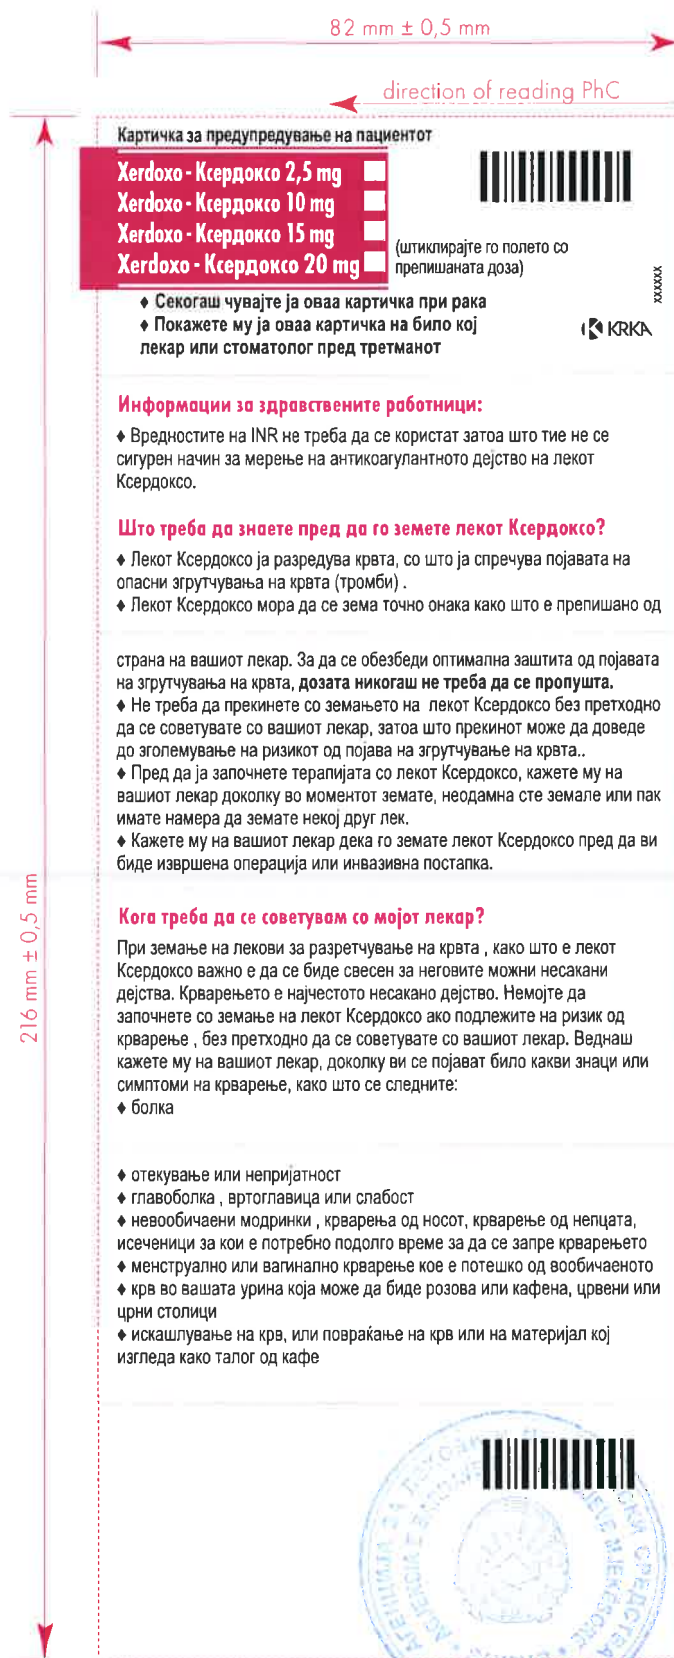 82 mm ± 0,5 mm
direction of reading PhC
Картичка за предупредување на пациентот
Xerdoxo - Ксердоксо 2,5 mg
Xerdoxo - Ксердоксо 10 mg
Xerdoxo - Ксердоксо 15 mg
Xerdoxo - Ксердоксо 20 mg
(штиклирајте го полето со
препишаната доза)
xxxxxx
♦ Секогаш чувајте ја оваа картичка при рака
♦ Покажете му ја оваа картичка на било кој
лекар или стоматолог пред третманот
KRKA
Информации за здравствените работници:
♦ Вредностите на INR не треба да се користат затоа што тие не се
сигурен начин за мерење на антикоагулантното дејство на лекот
Ксердоксо.
Што треба да знаете пред да го земете лекот Ксердоксо?
♦ Лекот Ксердоксо ја разредува крвта, со што ја спречува појавата на
опасни згрутчувања на крвта (тромби) .
♦ Лекот Ксердоксо мора да се зема точно онака како што е препишано од
страна на вашиот лекар. За да се обезбеди оптимална заштита од појавата
на згрутчувања на крвта, дозата никогаш не треба да се пропушта.
♦ Не треба да прекинете со земањето на лекот Ксердоксо без претходно
да се советувате со вашиот лекар, затоа што прекинот може да доведе
до зголемување на ризикот од појава на згрутчување на крвта..
♦ Пред да ја започнете терапијата со лекот Ксердоксо, кажете му на
вашиот лекар доколку во моментот земате, неодамна сте земале или пак
имате намера да земате некој друг лек.
♦ Кажете му на вашиот лекар дека го земате лекот Ксердоксо пред да ви
биде извршена операција или инвазивна постапка.
216 mm ± 0,5 mm
Кога треба да се советувам со мојот лекар?
При земање на лекови за разретчување на крвта , како што е лекот
Ксердоксо важно е да се биде свесен за неговите можни несакани
дејства. Крварењето е најчестото несакано дејство. Немојте да
започнете со земање на лекот Ксердоксо ако подлежите на ризик од
крварење , без претходно да се советувате со вашиот лекар. Веднаш
кажете му на вашиот лекар, доколку ви се појават било какви знаци или
симптоми на крварење, како што се следните:
♦ болка
♦ отекување или непријатност
♦ главоболка , вртоглавица или слабост
♦ невообичаени модринки , крварења од носот, крварење од непцата,
исеченици за кои е потребно подолго време за да се запре крварењето
♦ менструално или вагинално крварење кое е потешко од вообичаеното
♦ крв во вашата урина која може да биде розова или кафена, црвени или
црни столици
♦ искашлување на крв, или повраќање на крв или на материјал кој
изгледа како талог од кафе
АГЕНЦИЈА ЗА ЛЕКОВИ
СРЕДСТВА